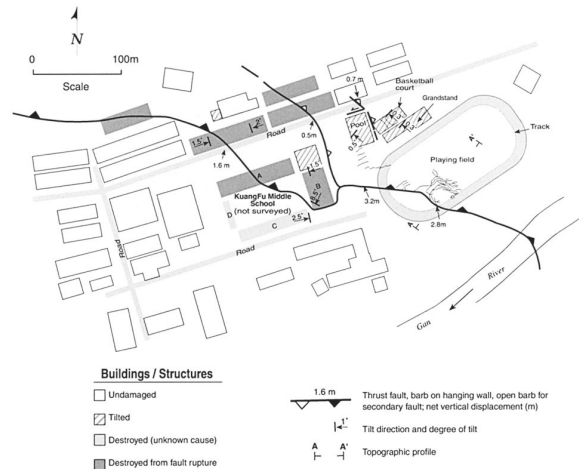 N
0 100m
Scale
0.7 m
Basketball
court
Grandstand
Track
Pool
0.5°
2°
1.5°
Road
0.5m
1.6 m
A'
Playing field
1.5°
A
KuangFu Middle
School
(not surveyed)
B
D
C
2.5°
3.2m
2.8m
A
Road
Road
River
Gan
Buildings / Structures
Undamaged
Tilted
Destroyed (unknown cause)
Destroyed from fault rupture
1.6 m
Thrust fault, barb on hanging wall, open barb for
secondary fault; net vertical displacement (m)
1°
Tilt direction and degree of tilt
A A'
Topographic profile